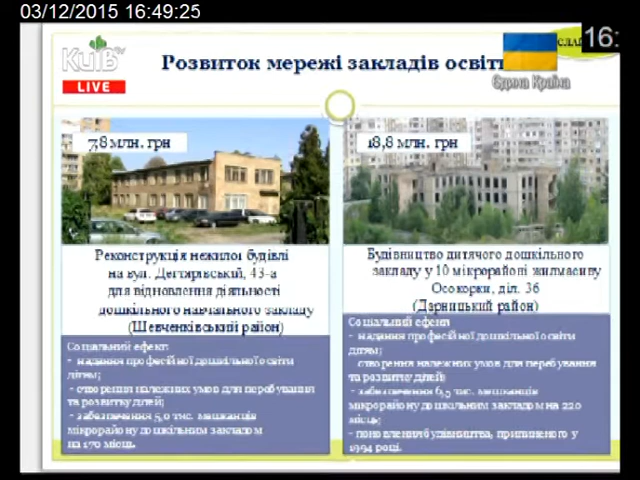 03/12/2015 16:49:25
Київ
LIVE
Розвиток мережі закладів освіти
Єдина Країна
16:
7,8 млн. грн
18,8 млн. грн
Реконструкція нежилої будівлі
на вул. Дегтярівській, 43-а
для відновлення діяльності
дошкільного навчального закладу
(Шевченківський район)
Соціальний ефект:
- надання професійної дошкільної освіти
дітям;
- створення належних умов для перебування
та розвитку дітей;
- забезпечення 5,0 тис. мешканців
мікрорайону дошкільним закладом
на 170 місць.
Будівництво дитячого дошкільного
закладу у 10 мікрорайоні жилмасиву
Осокорки, діл. 36
(Дарницький район)
Соціальний ефект:
- надання професійної дошкільної освіти
дітям;
- створення належних умов для перебування
та розвитку дітей;
- забезпечення 6,5 тис. мешканців
мікрорайону дошкільним закладом на 220
місць;
- поновлення будівництва, припиненого у
1994 році.